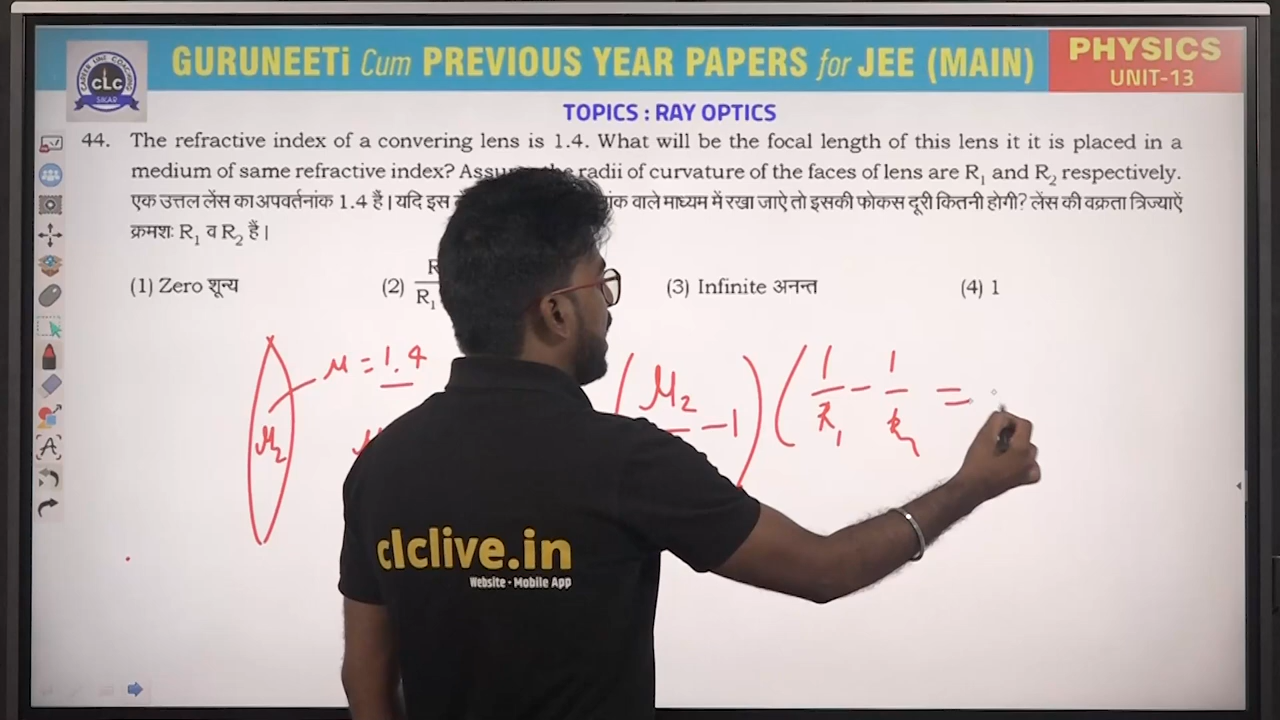 GURUNEETi Cum PREVIOUS YEAR PAPERS for JEE (MAIN)
PHYSICS
UNIT-13
CLC
SIKAR
TOPICS : RAY OPTICS
44. The refractive index of a convering lens is 1.4. What will be the focal length of this lens it it is placed in a
medium of same refractive index? Assu radii of curvature of the faces of lens are R1 and R2 respectively.
एक उत्तल लेंस का अपवर्तनांक 1.4 है। यदि इस वाले माध्यम में रखा जाऐ तो इसकी फोकस दूरी कितनी होगी? लेंस की वक्रता त्रिज्याऐं
क्रमशः R1 व R2 हैं।
(1) Zero शून्य (2) R R1 (3) Infinite अनन्त (4) 1
μ = 1.4
μ2
(μ2 -1) (1/R1 - 1/R2 =
clclive.in
Website - Mobile App